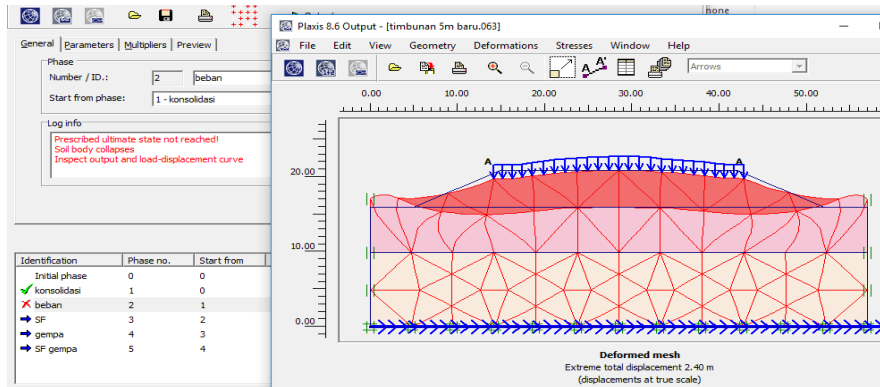 none
General Parameters Multipliers Preview
Phase
Number / ID.: 2 beban
Start from phase: 1 - konsolidasi
Log info
Prescribed ultimate state not reached!
Soil body collapses
Inspect output and load-displacement curve
Identification Phase no. Start from
Initial phase 0 0
konsolidasi 1 0
beban 2 1
SF 3 2
gempa 4 3
SF gempa 5 4
Plaxis 8.6 Output - [timbunan 5m baru.063]
File Edit View Geometry Deformations Stresses Window Help
A A'
Arrows
0.00 10.00 20.00 30.00 40.00 50.00
A A
20.00
10.00
0.00
Deformed mesh
Extreme total displacement 2.40 m
(displacements at true scale)